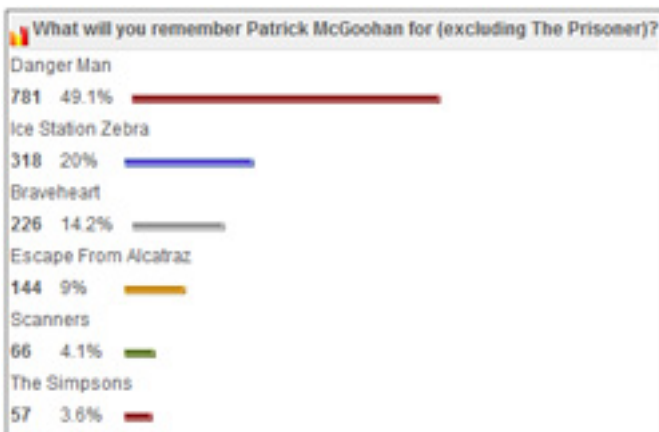 What will you remember Patrick McGoohan for (excluding The Prisoner)?
Danger Man
781 49.1%
Ice Station Zebra
318 20%
Braveheart
226 14.2%
Escape From Alcatraz
144 9%
Scanners
66 4.1%
The Simpsons
57 3.6%